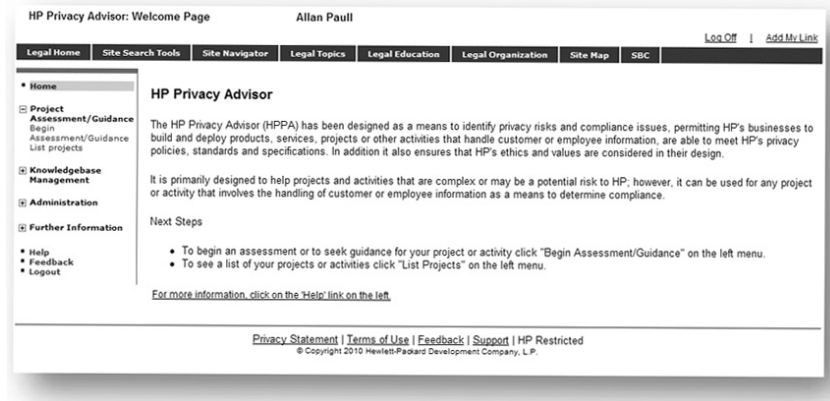 HP Privacy Advisor: Welcome Page Allan Paull
Log Off | Add My Link
Legal Home Site Search Tools Site Navigator Legal Topics Legal Education Legal Organization Site Map SBC
Home
Project
Assessment/Guidance
Begin
Assessment/Guidance
List projects
Knowledgebase
Management
Administration
Further Information
Help
Feedback
Logout
HP Privacy Advisor
The HP Privacy Advisor (HPPA) has been designed as a means to identify privacy risks and compliance issues, permitting HP's businesses to
build and deploy products, services, projects or other activities that handle customer or employee information, are able to meet HP's privacy
policies, standards and specifications. In addition it also ensures that HP's ethics and values are considered in their design.
It is primarily designed to help projects and activities that are complex or may be a potential risk to HP; however, it can be used for any project
or activity that involves the handling of customer or employee information as a means to determine compliance.
Next Steps
• To begin an assessment or to seek guidance for your project or activity click "Begin Assessment/Guidance" on the left menu.
• To see a list of your projects or activities click "List Projects" on the left menu.
For more information, click on the 'Help' link on the left.
Privacy Statement | Terms of Use | Feedback | Support | HP Restricted
© Copyright 2010 Hewlett-Packard Development Company, L.P.